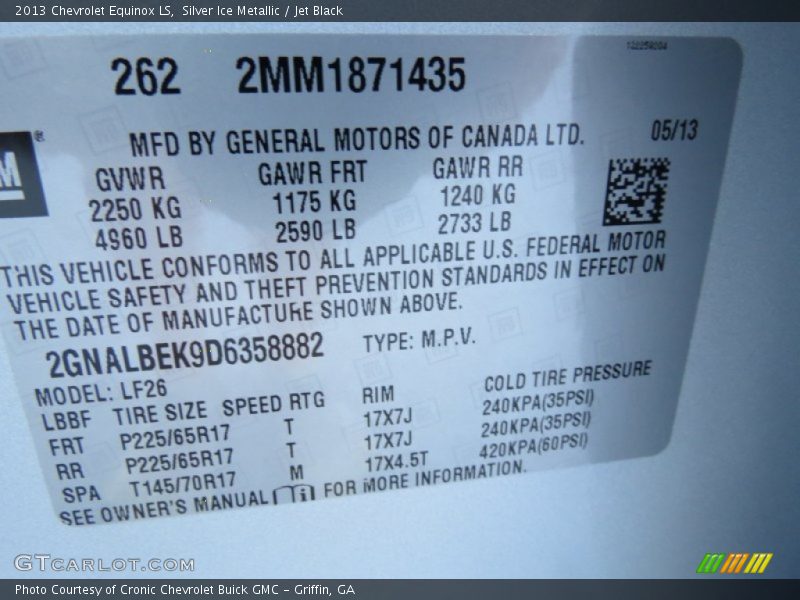 2013 Chevrolet Equinox LS,  Silver Ice Metallic / Jet Black
262 2MM1871435
MFD BY GENERAL MOTORS OF CANADA LTD. 05/13
GVWR GAWR FRT GAWR RR
2250 KG 1175 KG 1240 KG
4960 LB 2590 LB 2733 LB
THIS VEHICLE CONFORMS TO ALL APPLICABLE U.S. FEDERAL MOTOR
VEHICLE SAFETY AND THEFT PREVENTION STANDARDS IN EFFECT ON
THE DATE OF MANUFACTURE SHOWN ABOVE.
2GNALBEK9D6358882 TYPE: M.P.V.
MODEL: LF26
LBBF TIRE SIZE SPEED RTG RIM COLD TIRE PRESSURE
FRT P225/65R17 T 17X7J 240KPA(35PSI)
RR P225/65R17 T 17X7J 240KPA(35PSI)
SPA T145/70R17 M 17X4.5T 420KPA(60PSI)
SEE OWNER'S MANUAL FOR MORE INFORMATION.
GTCARLOT.COM
Photo Courtesy of Cronic Chevrolet Buick GMC – Griffin, GA